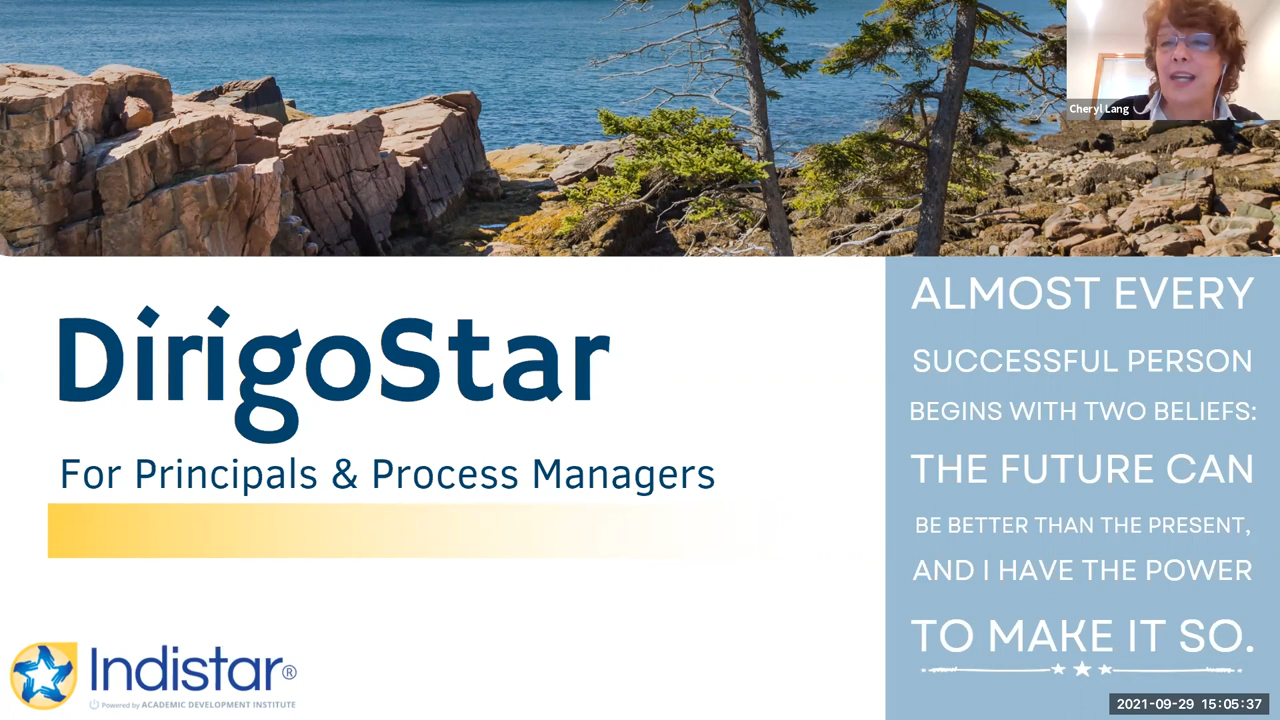 Cheryl Lang
DirigoStar
For Principals & Process Managers
ALMOST EVERY
SUCCESSFUL PERSON
BEGINS WITH TWO BELIEFS:
THE FUTURE CAN
BE BETTER THAN THE PRESENT,
AND I HAVE THE POWER
TO MAKE IT SO.
Indistar®
Powered by ACADEMIC DEVELOPMENT INSTITUTE
2021-09-29 15:05:37